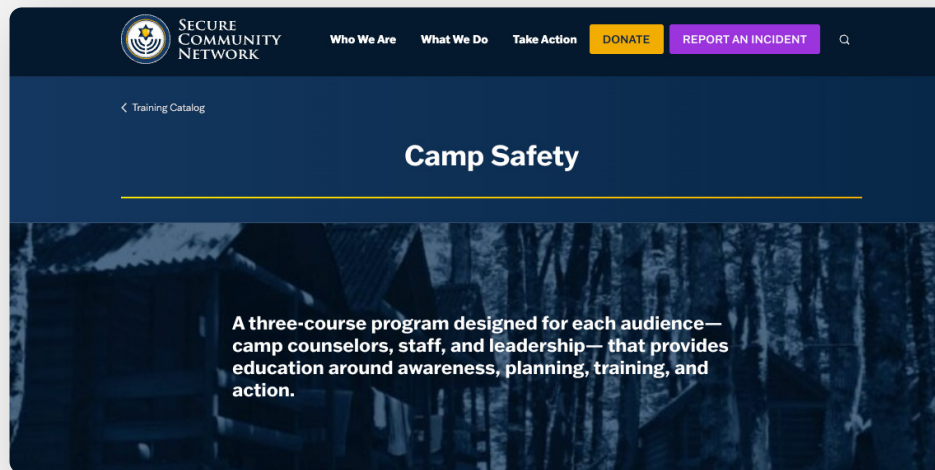 SECURE
COMMUNITY
NETWORK
Who We Are What We Do Take Action DONATE REPORT AN INCIDENT
Training Catalog
Camp Safety
A three-course program designed for each audience—
camp counselors, staff, and leadership— that provides
education around awareness, planning, training, and
action.